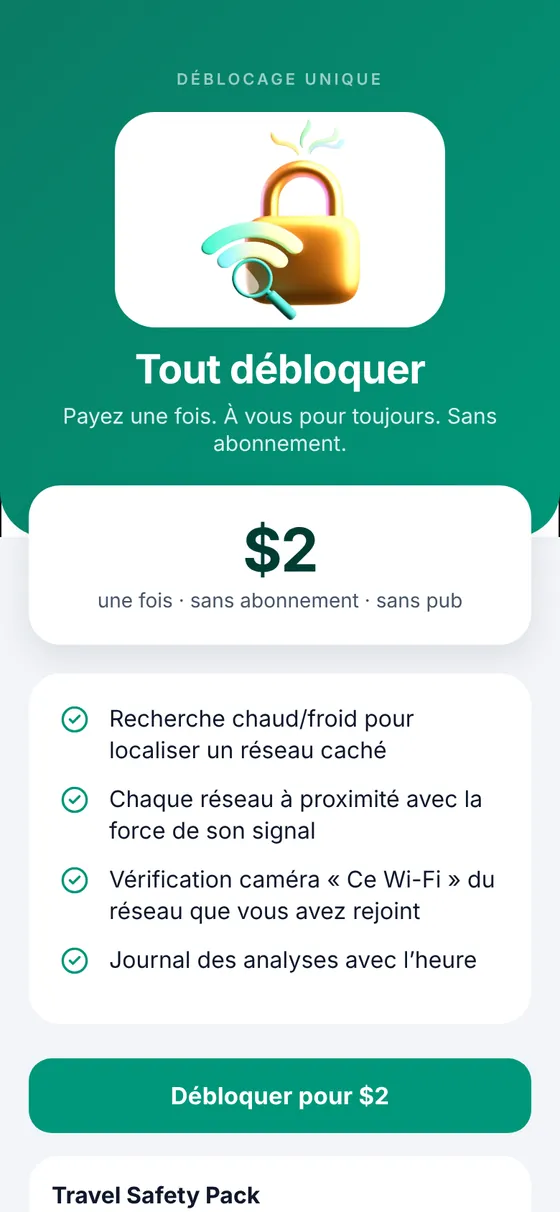 DÉBLOCAGE UNIQUE
Tout débloquer
Payez une fois. À vous pour toujours. Sans
abonnement.
$2
une fois · sans abonnement · sans pub
Recherche chaud/froid pour
localiser un réseau caché
Chaque réseau à proximité avec la
force de son signal
Vérification caméra « Ce Wi-Fi » du
réseau que vous avez rejoint
Journal des analyses avec l’heure
Débloquer pour $2
Travel Safety Pack